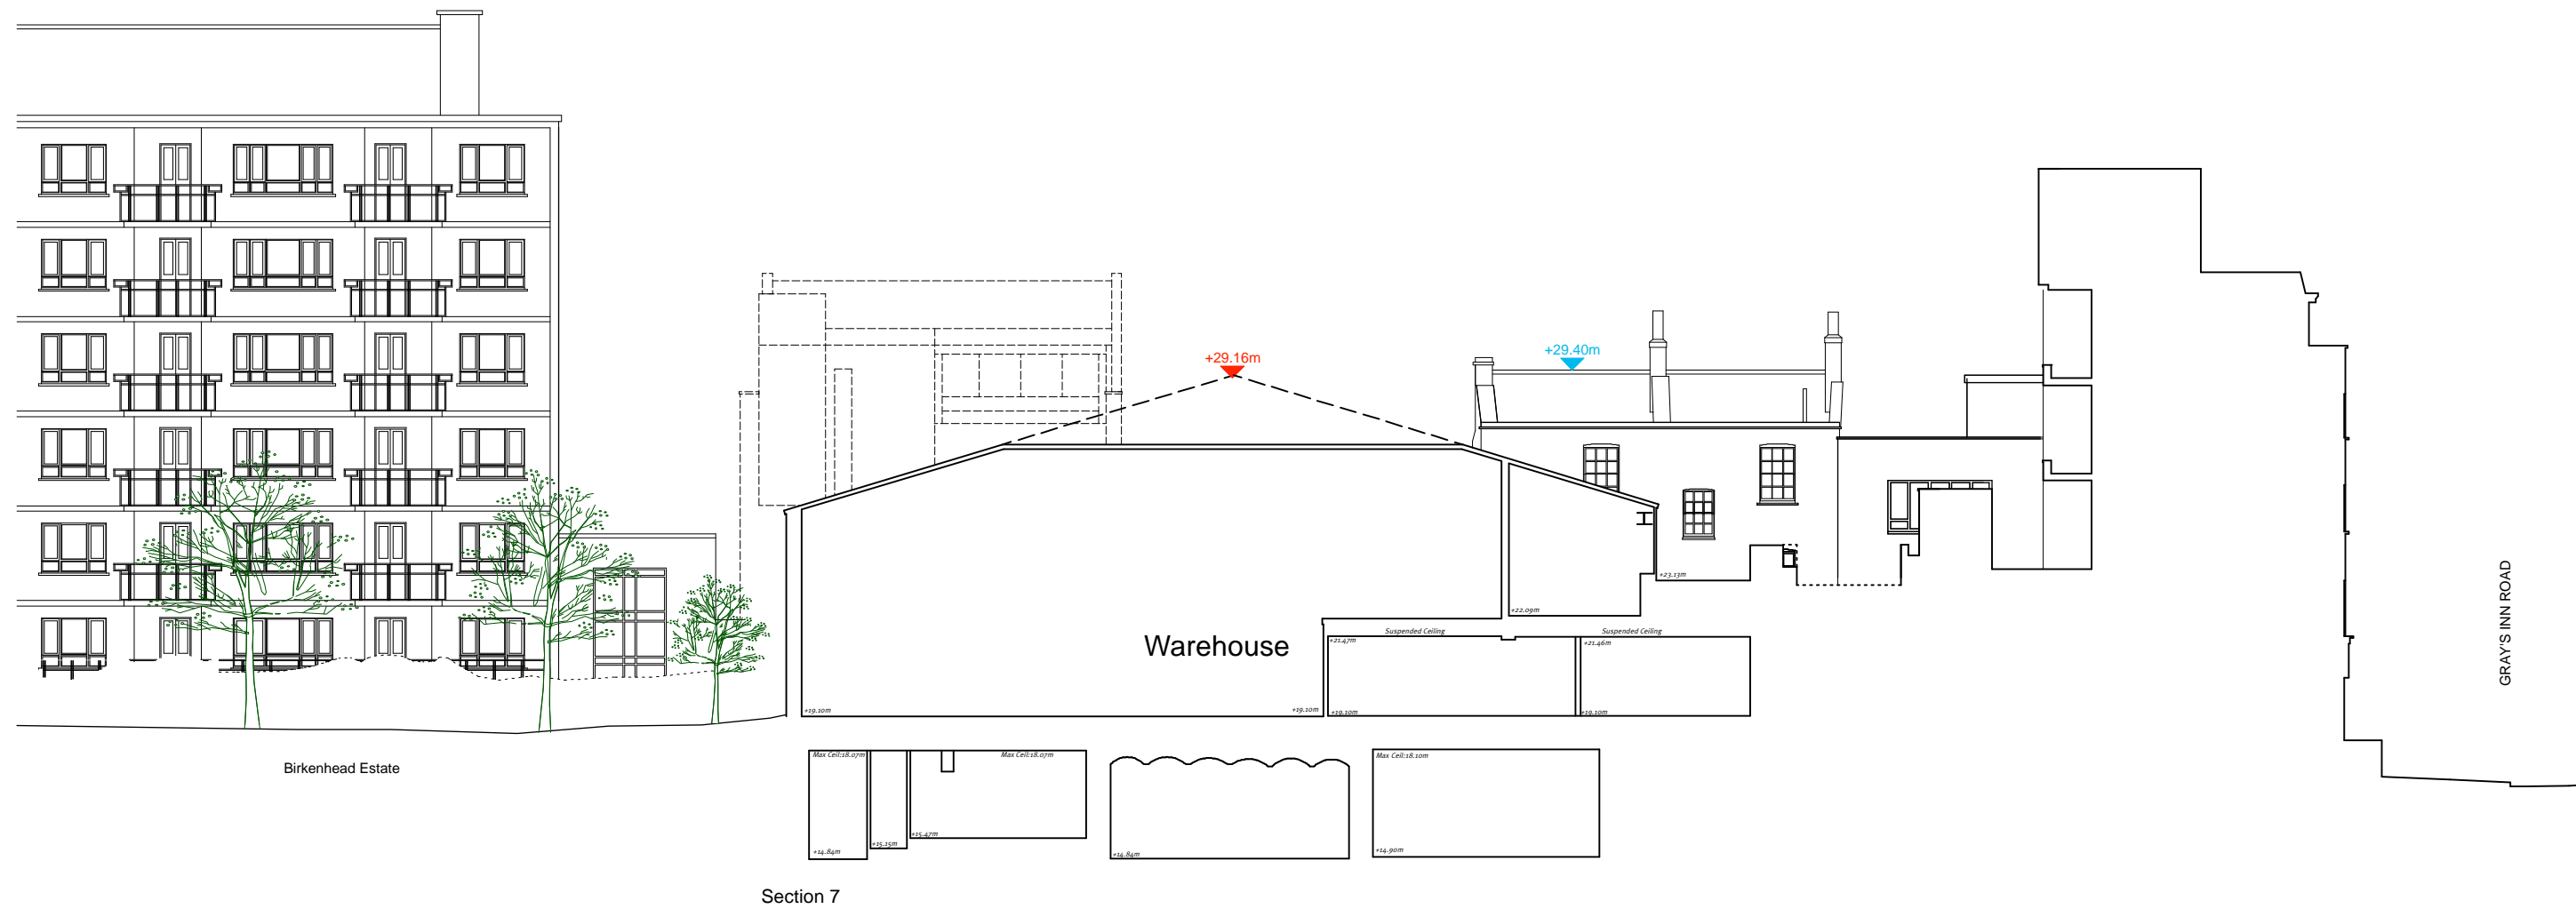 +29.16m
+29.40m
+23.13m
+22.09m
Suspended Ceiling
Suspended Ceiling
+21.47m
+21.46m
Warehouse
+19.10m
+19.10m
+19.10m
+19.10m
GRAY'S INN ROAD
Birkenhead Estate
Max Ceil:18.07m
Max Ceil:18.07m
Max Ceil:18.10m
+15.47m
+15.15m
+14.84m
+14.84m
+14.90m
Section 7